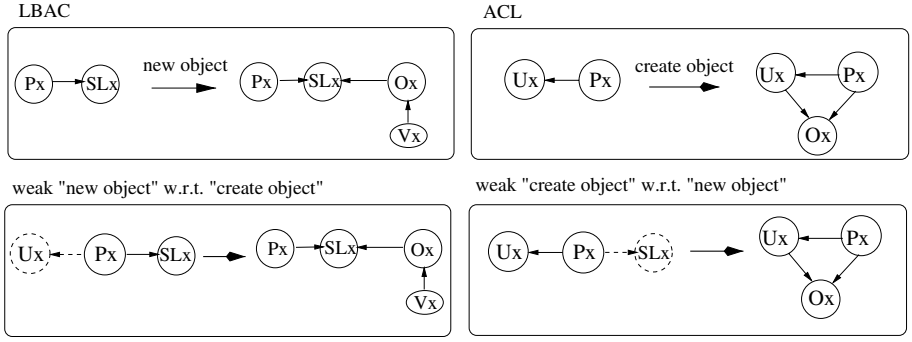 LBAC
Px SLx new object Px SLx Ox
Vx
ACL
Ux Px create object Ux Px
Ox
weak "new object" w.r.t. "create object"
Ux Px SLx Px SLx Ox
Vx
weak "create object" w.r.t. "new object"
Ux Px SLx Ux Px
Ox